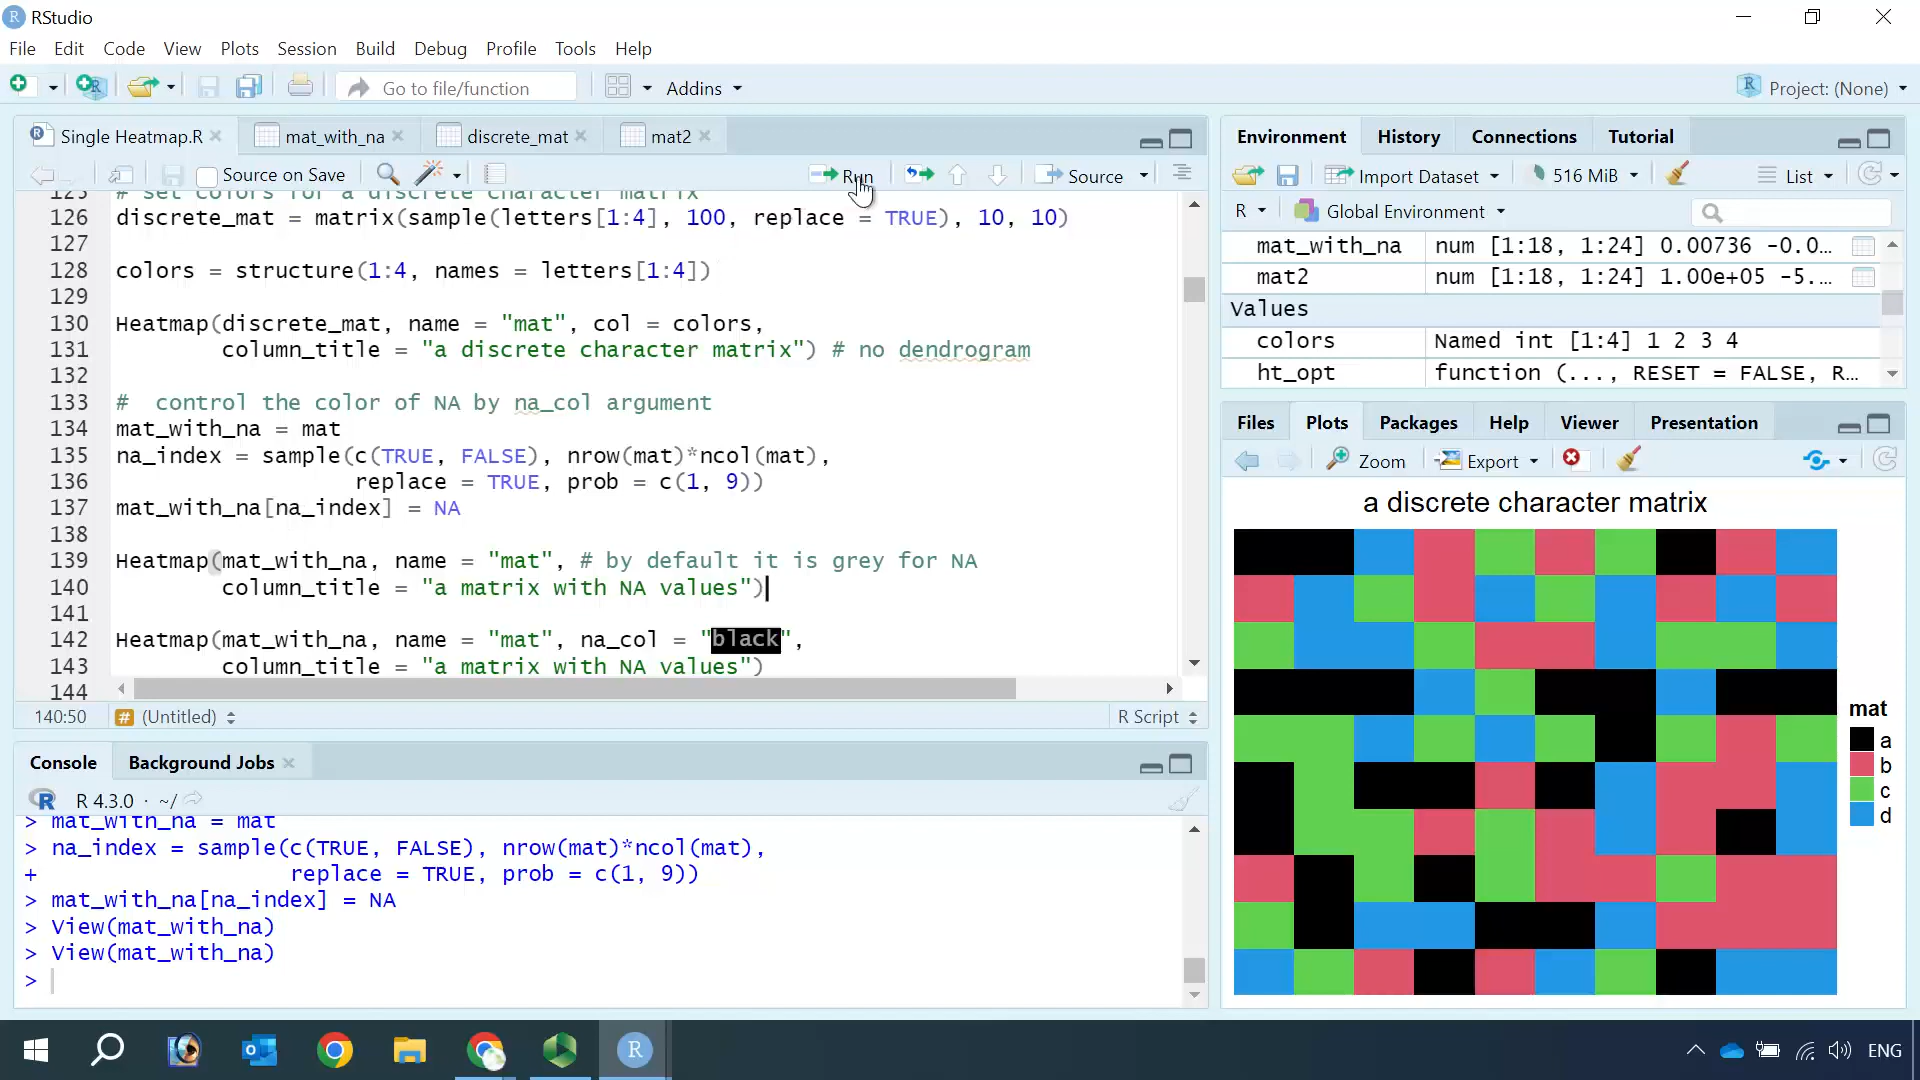 RStudio
File Edit Code View Plots Session Build Debug Profile Tools Help
Go to file/function Addins Project: (None)
Single Heatmap.R mat_with_na discrete_mat mat2
Source on Save Run Source
125 # set colors for a discrete character matrix
126 discrete_mat = matrix(sample(letters[1:4], 100, replace = TRUE), 10, 10)
127
128 colors = structure(1:4, names = letters[1:4])
129
130 Heatmap(discrete_mat, name = "mat", col = colors,
131 column_title = "a discrete character matrix") # no dendrogram
132
133 #  control the color of NA by na_col argument
134 mat_with_na = mat
135 na_index = sample(c(TRUE, FALSE), nrow(mat)*ncol(mat),
136 replace = TRUE, prob = c(1, 9))
137 mat_with_na[na_index] = NA
138
139 Heatmap(mat_with_na, name = "mat", # by default it is grey for NA
140 column_title = "a matrix with NA values")
141
142 Heatmap(mat_with_na, name = "mat", na_col = "black",
143 column_title = "a matrix with NA values")
144
140:50 # (Untitled) R Script
Console Background Jobs
R 4.3.0 · ~/
> mat_with_na = mat
> na_index = sample(c(TRUE, FALSE), nrow(mat)*ncol(mat),
+ replace = TRUE, prob = c(1, 9))
> mat_with_na[na_index] = NA
> View(mat_with_na)
> View(mat_with_na)
>
Environment History Connections Tutorial
Import Dataset 516 MiB List
R Global Environment
mat_with_na num [1:18, 1:24] 0.00736 -0.0…
mat2 num [1:18, 1:24] 1.00e+05 -5.…
Values
colors Named int [1:4] 1 2 3 4
ht_opt function (..., RESET = FALSE, R…
Files Plots Packages Help Viewer Presentation
Zoom Export
a discrete character matrix
mat
a
b
c
d
R ENG